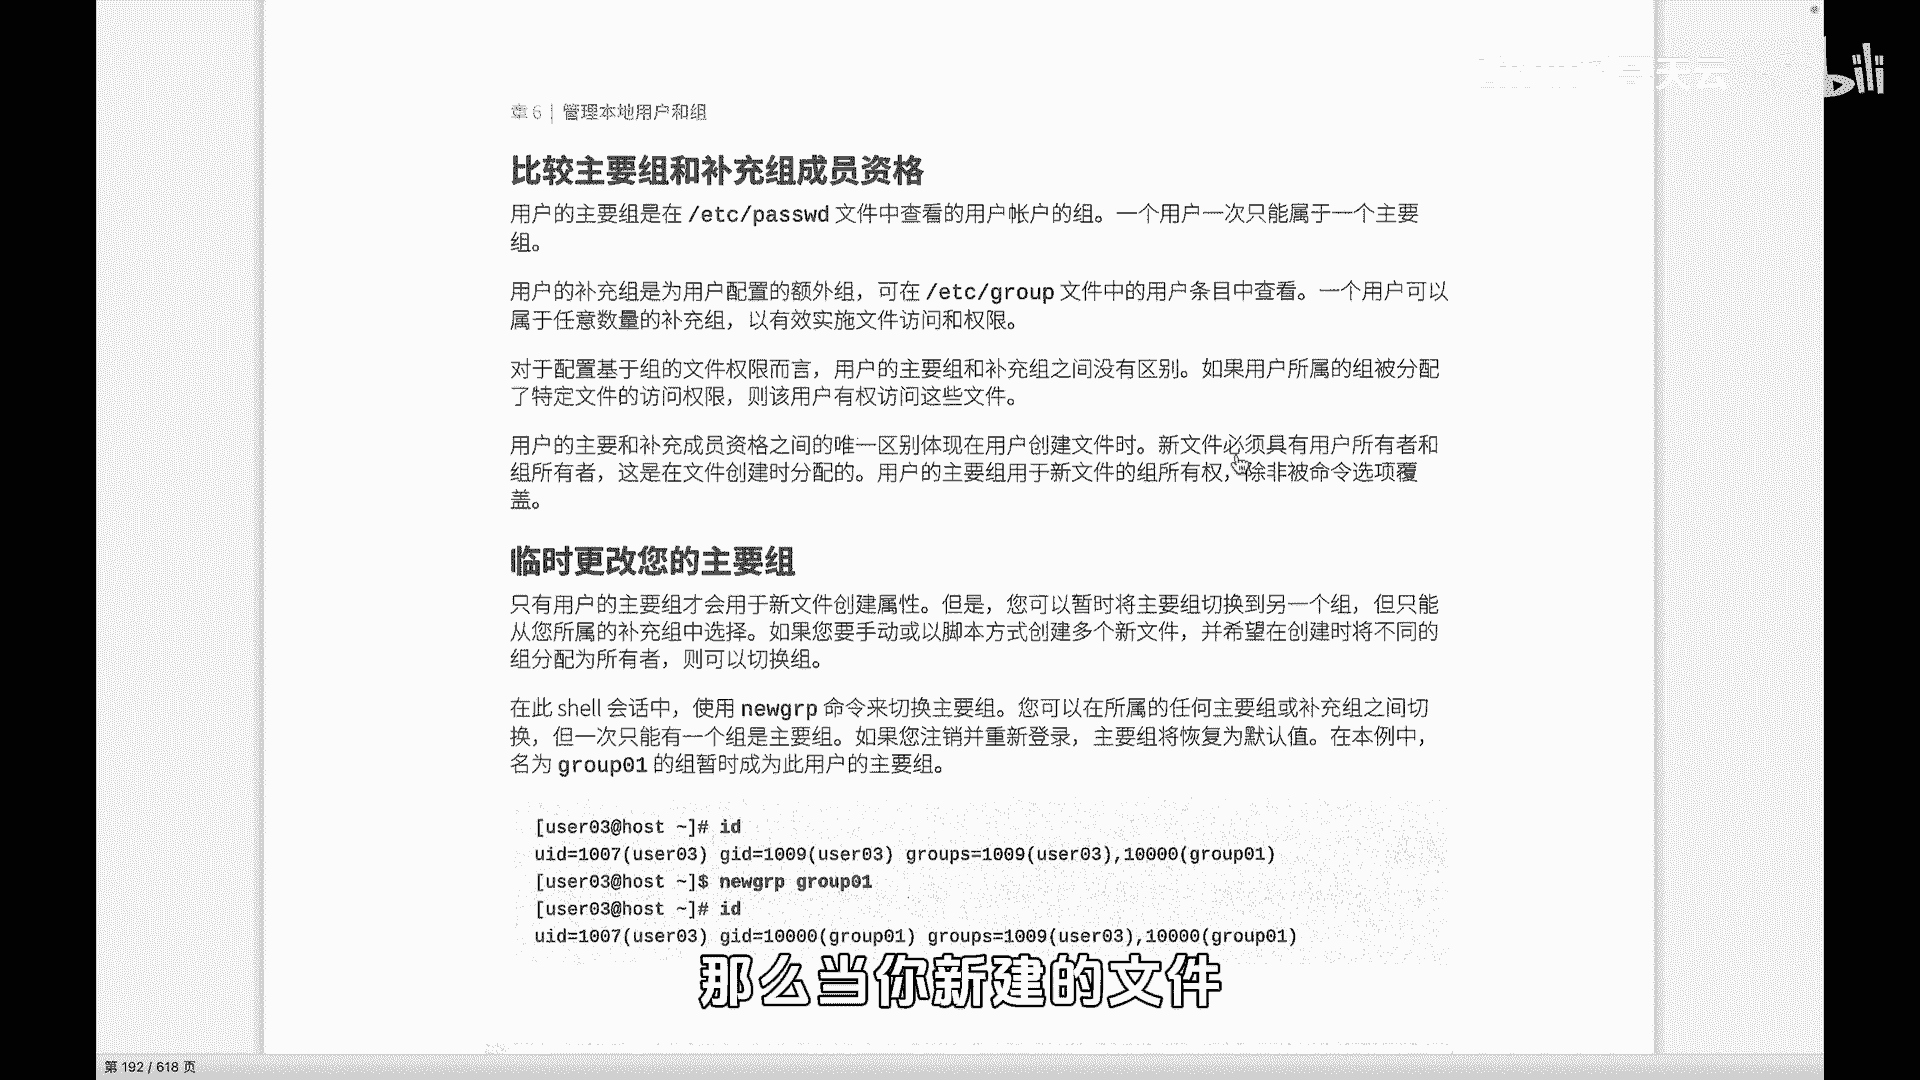 章 6 | 管理本地用户和组
比较主要组和补充组成员资格
用户的主要组是在 /etc/passwd 文件中查看的用户帐户的组。一个用户一次只能属于一个主要
组。
用户的补充组是为用户配置的额外组，可在 /etc/group 文件中的用户条目中查看。一个用户可以
属于任意数量的补充组，以有效实施文件访问和权限。
对于配置基于组的文件权限而言，用户的主要组和补充组之间没有区别。如果用户所属的组被分配
了特定文件的访问权限，则该用户有权访问这些文件。
用户的主要和补充成员资格之间的唯一区别体现在用户创建文件时。新文件必须具有用户所有者和
组所有者，这是在文件创建时分配的。用户的主要组用于新文件的组所有权，除非被命令选项覆
盖。
临时更改您的主要组
只有用户的主要组才会用于新文件创建属性。但是，您可以暂时将主要组切换到另一个组，但只能
从您所属的补充组中选择。如果您要手动或以脚本方式创建多个新文件，并希望在创建时将不同的
组分配为所有者，则可以切换组。
在此 shell 会话中，使用 newgrp 命令来切换主要组。您可以在所属的任何主要组或补充组之间切
换，但一次只能有一个组是主要组。如果您注销并重新登录，主要组将恢复为默认值。在本例中，
名为 group01 的组暂时成为此用户的主要组。
[user03@host ~]# id
uid=1007(user03) gid=1009(user03) groups=1009(user03),10000(group01)
[user03@host ~]$ newgrp group01
[user03@host ~]# id
uid=1007(user03) gid=10000(group01) groups=1009(user03),10000(group01)
那么当你新建的文件
第 192 / 618 页
天云
bili